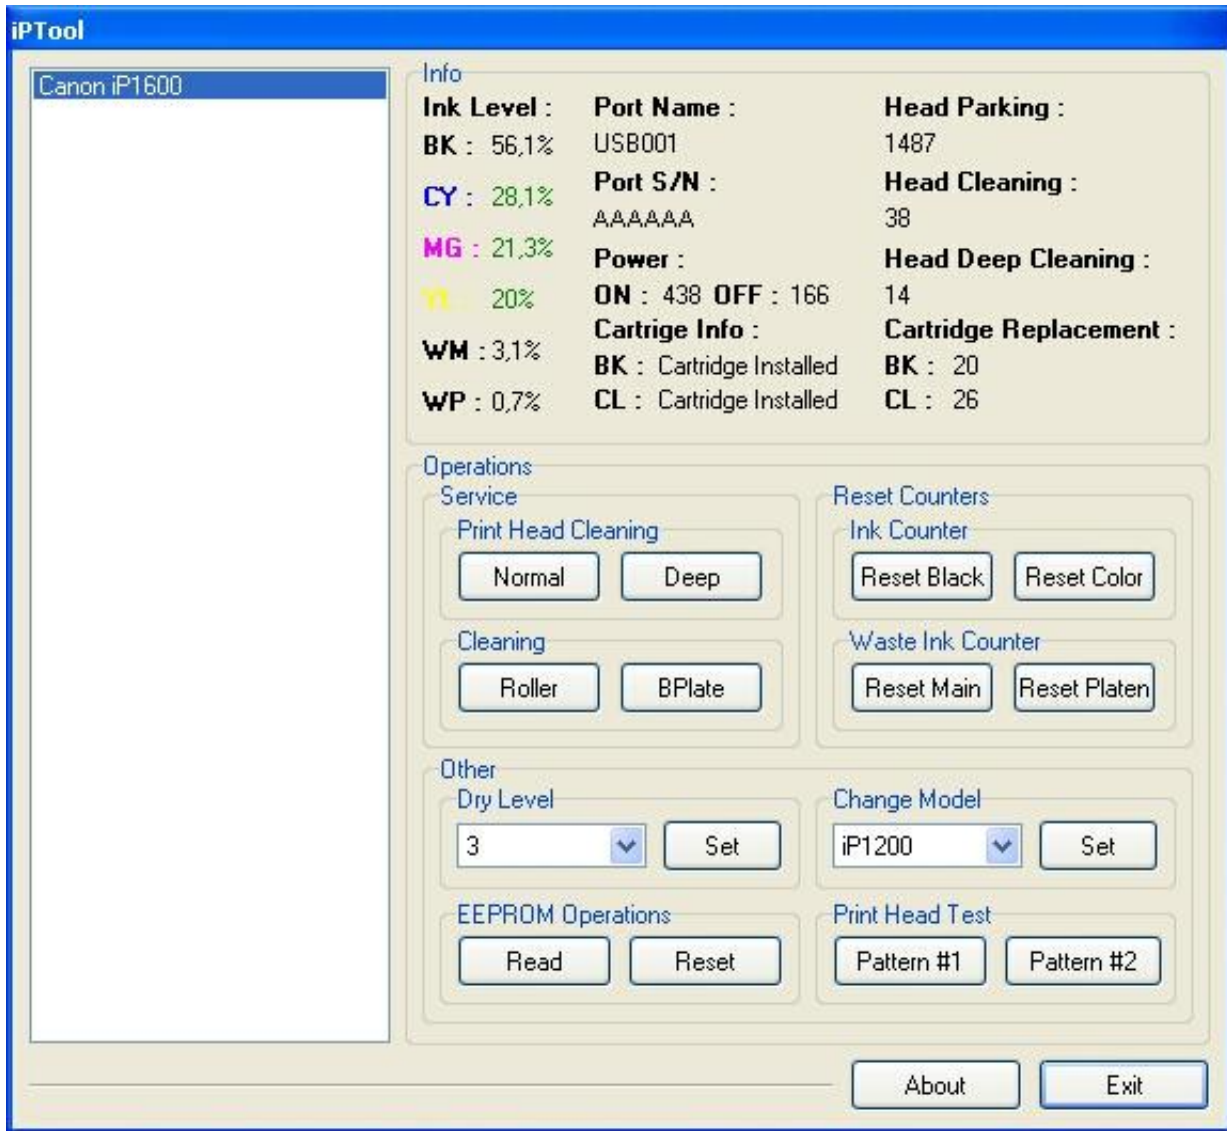 iPTool
Canon iP1600
Info
Ink Level :
BK : 56,1%
CY : 28,1%
MG : 21,3%
YL : 20%
WM : 3,1%
WP : 0,7%
Port Name :
USB001
Port S/N :
AAAAAA
Power :
ON : 438 OFF : 166
Cartrige Info :
BK : Cartridge Installed
CL : Cartridge Installed
Head Parking :
1487
Head Cleaning :
38
Head Deep Cleaning :
14
Cartridge Replacement :
BK : 20
CL : 26
Operations
Service
Print Head Cleaning
Normal Deep
Cleaning
Roller BPlate
Reset Counters
Ink Counter
Reset Black Reset Color
Waste Ink Counter
Reset Main Reset Platen
Other
Dry Level
3 Set
Change Model
iP1200 Set
EEPROM Operations
Read Reset
Print Head Test
Pattern #1 Pattern #2
About Exit